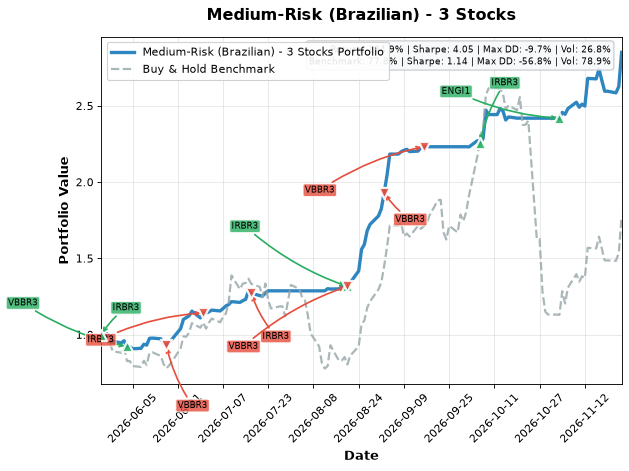 Medium-Risk (Brazilian) - 3 Stocks
Medium-Risk (Brazilian) - 3 Stocks Portfolio
Buy & Hold Benchmark
9% | Sharpe: 4.05 | Max DD: -9.7% | Vol: 26.8%
| Sharpe: 1.14 | Max DD: -56.8% | Vol: 78.9%
ENGI1
IRBR3
VBBR3
VBBR3
IRBR3
VBBR3
IRBR3
IRBR3
VBBR3
VBBR3
2.5
2.0
1.5
Portfolio Value
2026-06-05
2026-07-07
2026-07-23
2026-08-08
2026-08-24
2026-09-09
2026-09-25
2026-10-11
2026-10-27
2026-11-12
Date